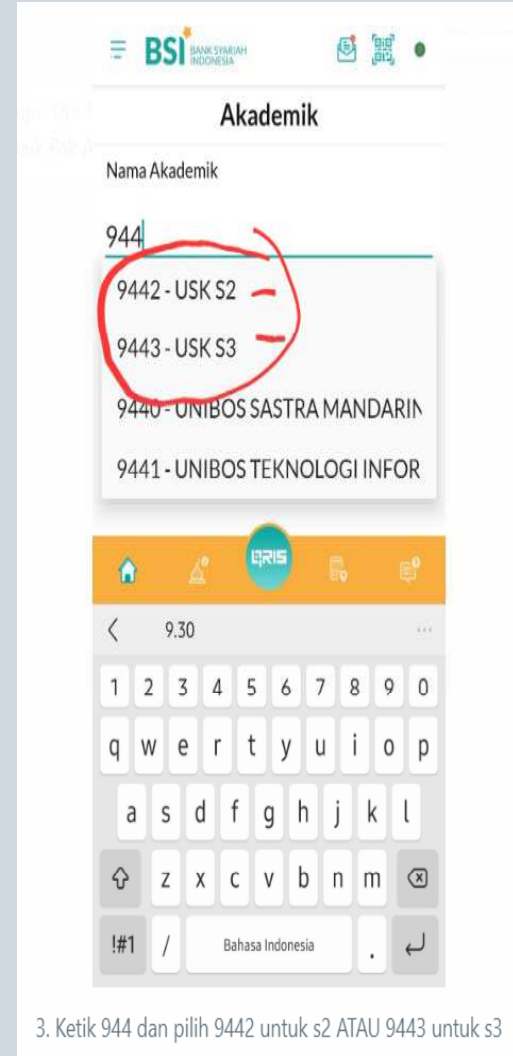 BSI BANK SYARIAH
INDONESIA
Akademik
Nama Akademik
944
9442 - USK S2
9443 - USK S3
9440 - UNIBOS SASTRA MANDARIN
9441 - UNIBOS TEKNOLOGI INFOR
QRIS
9.30
1 2 3 4 5 6 7 8 9 0
q w e r t y u i o p
a s d f g h j k l
z x c v b n m
!#1 / Bahasa Indonesia .
3. Ketik 944 dan pilih 9442 untuk s2 ATAU 9443 untuk s3